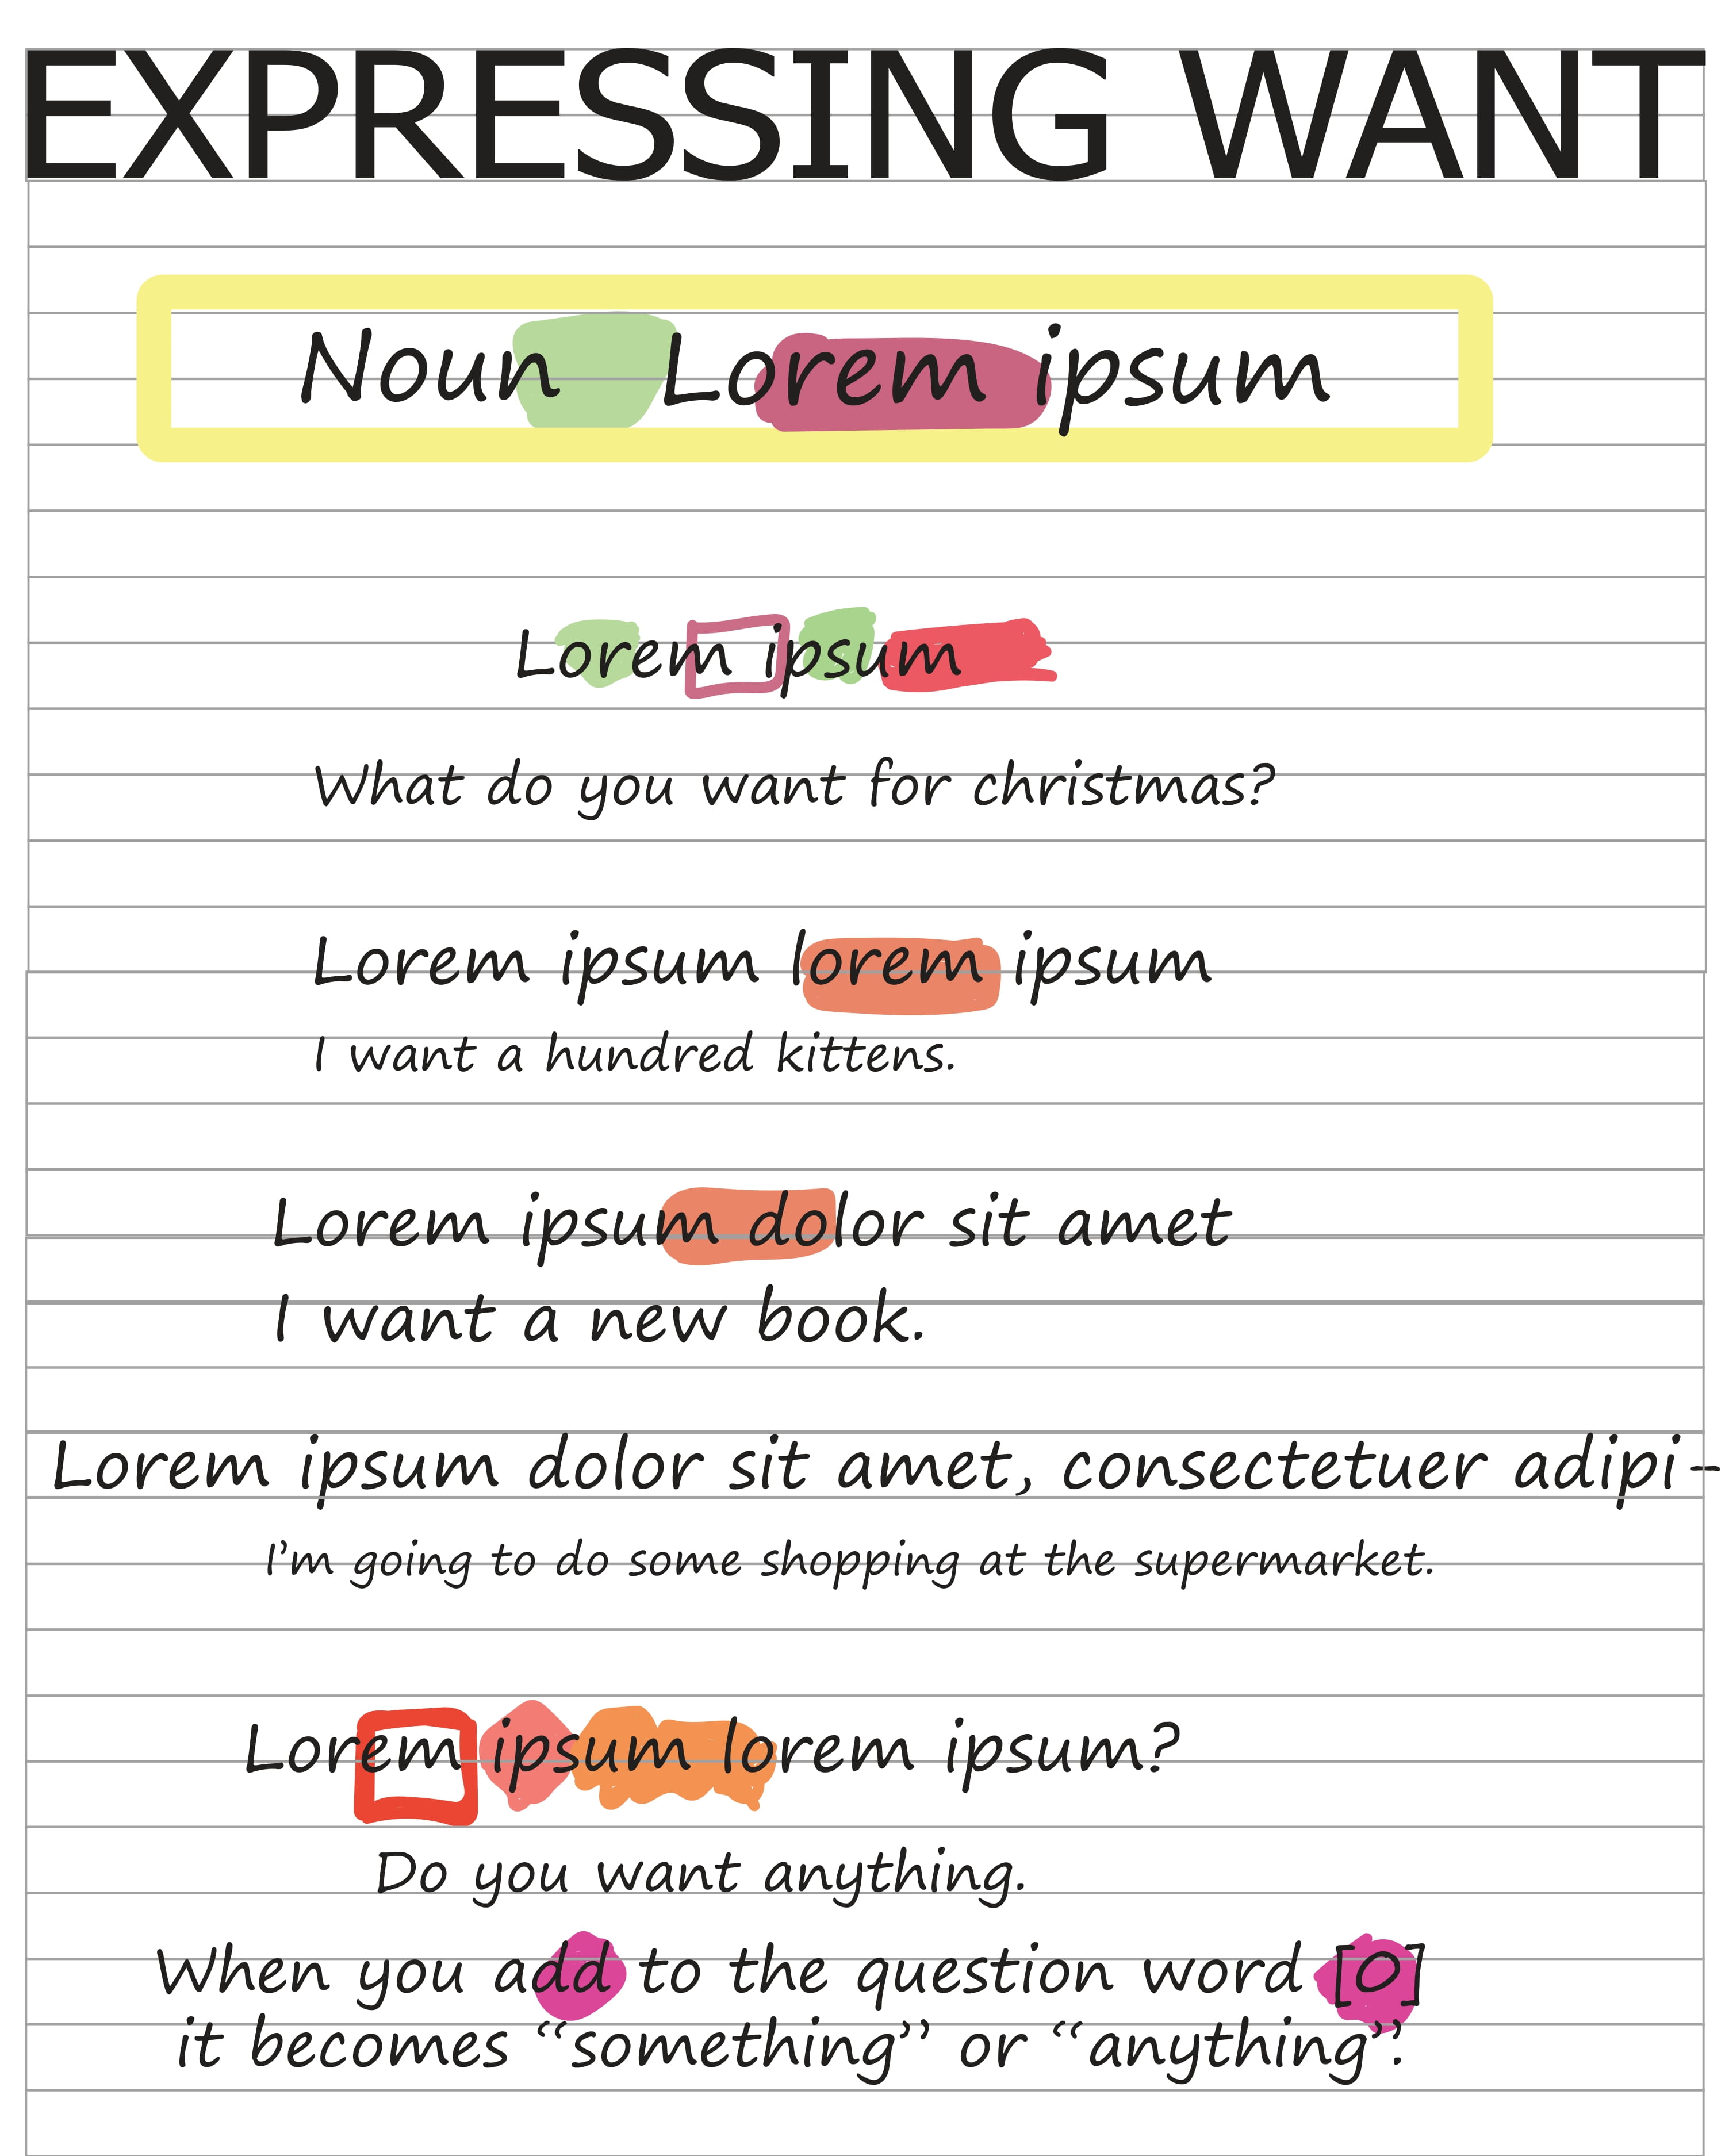 EXPRESSING WANT
Noun Lorem ipsum
Lorem ipsum
What do you want for christmas?
Lorem ipsum lorem ipsum
I want a hundred kittens.
Lorem ipsum dolor sit amet
I want a new book.
Lorem ipsum dolor sit amet, consectetuer adipi-
I'm going to do some shopping at the supermarket.
Lorem ipsum lorem ipsum?
Do you want anything.
When you add to the question word [O]
it becomes “something” or “anything”.